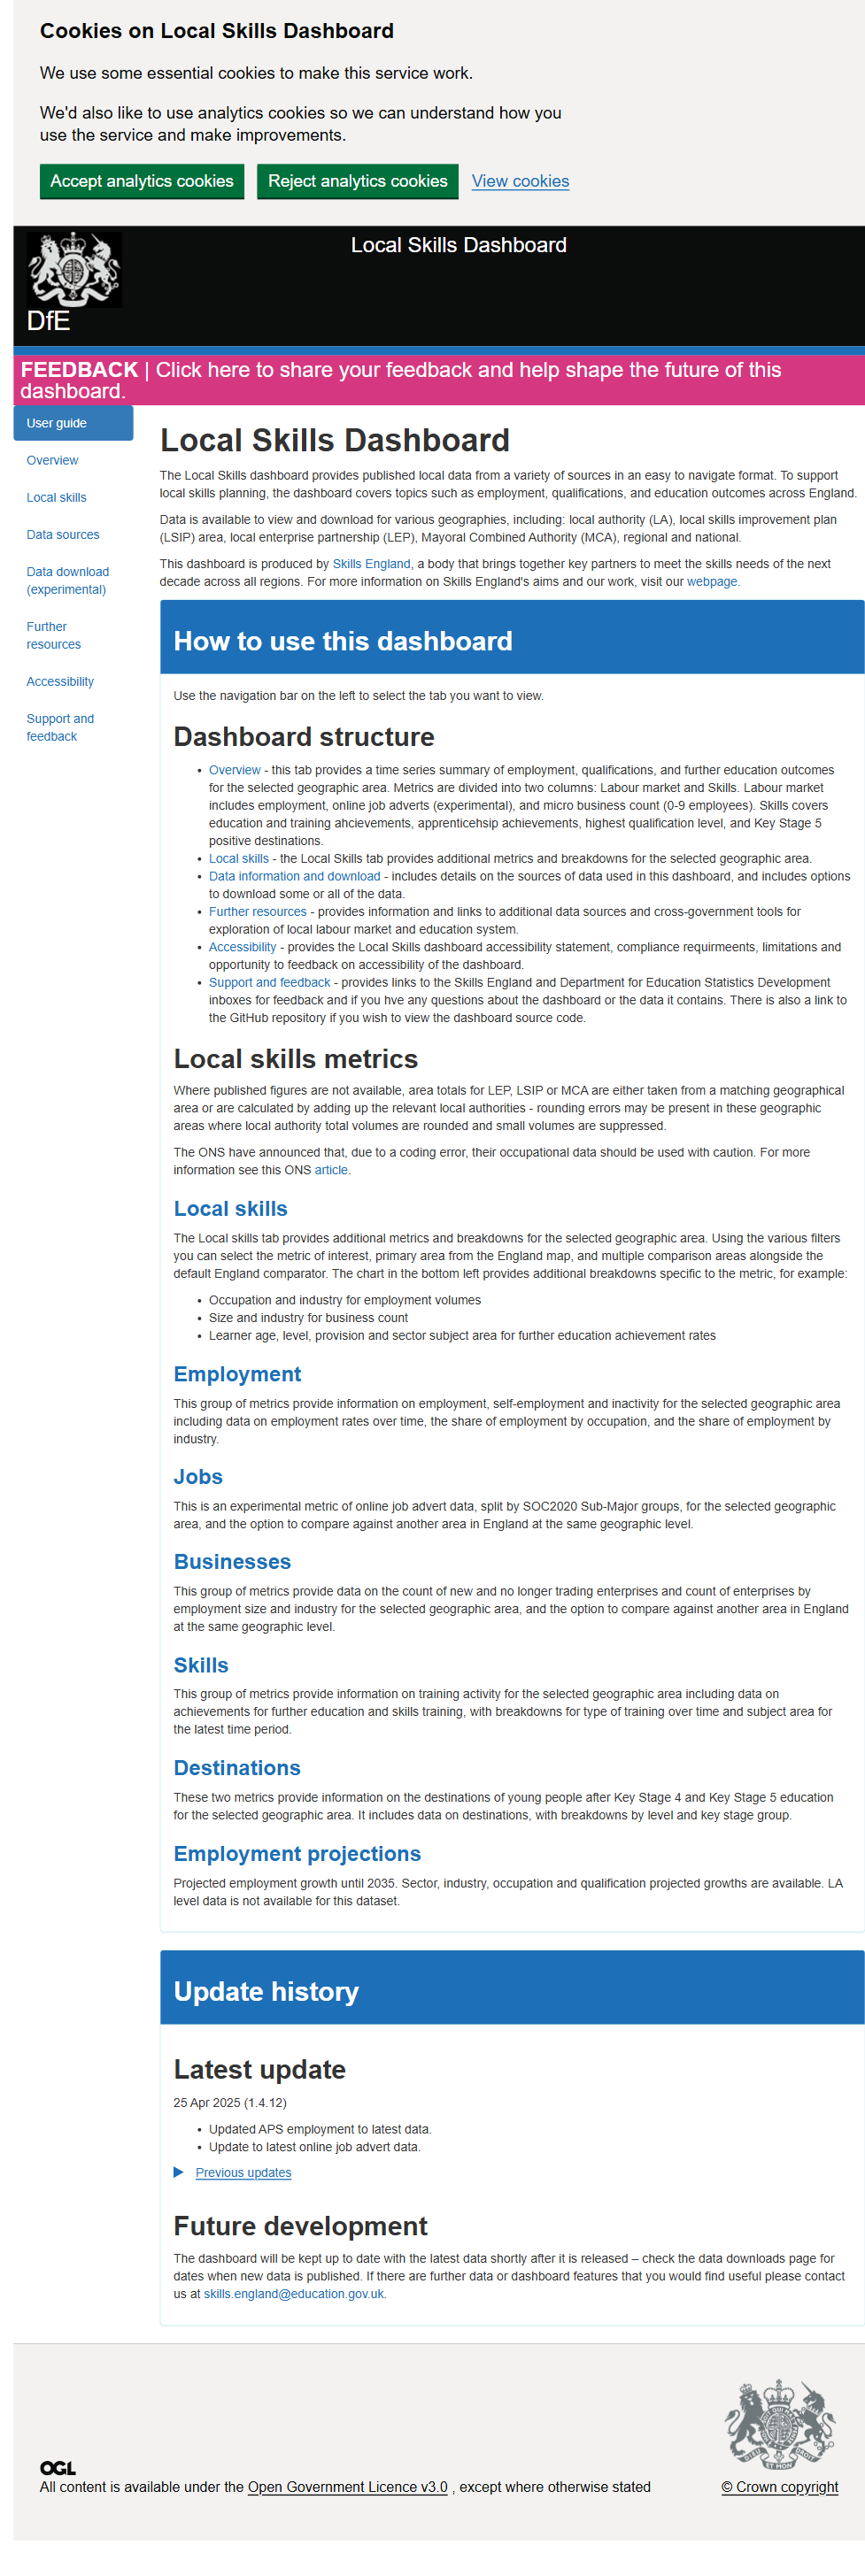 Cookies on Local Skills Dashboard
We use some essential cookies to make this service work.
We'd also like to use analytics cookies so we can understand how you
use the service and make improvements.
Accept analytics cookies
Reject analytics cookies
View cookies
DfE
Local Skills Dashboard
FEEDBACK | Click here to share your feedback and help shape the future of this
dashboard.
User guide
Overview
Local skills
Data sources
Data download
(experimental)
Further
resources
Accessibility
Support and
feedback
Local Skills Dashboard
The Local Skills dashboard provides published local data from a variety of sources in an easy to navigate format. To support
local skills planning, the dashboard covers topics such as employment, qualifications, and education outcomes across England.
Data is available to view and download for various geographies, including: local authority (LA), local skills improvement plan
(LSIP) area, local enterprise partnership (LEP), Mayoral Combined Authority (MCA), regional and national.
This dashboard is produced by Skills England, a body that brings together key partners to meet the skills needs of the next
decade across all regions. For more information on Skills England's aims and our work, visit our webpage.
How to use this dashboard
Use the navigation bar on the left to select the tab you want to view.
Dashboard structure
• Overview - this tab provides a time series summary of employment, qualifications, and further education outcomes
for the selected geographic area. Metrics are divided into two columns: Labour market and Skills. Labour market
includes employment, online job adverts (experimental), and micro business count (0-9 employees). Skills covers
education and training ahcievements, apprenticehsip achievements, highest qualification level, and Key Stage 5
positive destinations.
• Local skills - the Local Skills tab provides additional metrics and breakdowns for the selected geographic area.
• Data information and download - includes details on the sources of data used in this dashboard, and includes options
to download some or all of the data.
• Further resources - provides information and links to additional data sources and cross-government tools for
exploration of local labour market and education system.
• Accessibility - provides the Local Skills dashboard accessibility statement, compliance requirmeents, limitations and
opportunity to feedback on accessibility of the dashboard.
• Support and feedback - provides links to the Skills England and Department for Education Statistics Development
inboxes for feedback and if you hve any questions about the dashboard or the data it contains. There is also a link to
the GitHub repository if you wish to view the dashboard source code.
Local skills metrics
Where published figures are not available, area totals for LEP, LSIP or MCA are either taken from a matching geographical
area or are calculated by adding up the relevant local authorities - rounding errors may be present in these geographic
areas where local authority total volumes are rounded and small volumes are suppressed.
The ONS have announced that, due to a coding error, their occupational data should be used with caution. For more
information see this ONS article.
Local skills
The Local skills tab provides additional metrics and breakdowns for the selected geographic area. Using the various filters
you can select the metric of interest, primary area from the England map, and multiple comparison areas alongside the
default England comparator. The chart in the bottom left provides additional breakdowns specific to the metric, for example:
• Occupation and industry for employment volumes
• Size and industry for business count
• Learner age, level, provision and sector subject area for further education achievement rates
Employment
This group of metrics provide information on employment, self-employment and inactivity for the selected geographic area
including data on employment rates over time, the share of employment by occupation, and the share of employment by
industry.
Jobs
This is an experimental metric of online job advert data, split by SOC2020 Sub-Major groups, for the selected geographic
area, and the option to compare against another area in England at the same geographic level.
Businesses
This group of metrics provide data on the count of new and no longer trading enterprises and count of enterprises by
employment size and industry for the selected geographic area, and the option to compare against another area in England
at the same geographic level.
Skills
This group of metrics provide information on training activity for the selected geographic area including data on
achievements for further education and skills training, with breakdowns for type of training over time and subject area for
the latest time period.
Destinations
These two metrics provide information on the destinations of young people after Key Stage 4 and Key Stage 5 education
for the selected geographic area. It includes data on destinations, with breakdowns by level and key stage group.
Employment projections
Projected employment growth until 2035. Sector, industry, occupation and qualification projected growths are available. LA
level data is not available for this dataset.
Update history
Latest update
25 Apr 2025 (1.4.12)
• Updated APS employment to latest data.
• Update to latest online job advert data.
Previous updates
Future development
The dashboard will be kept up to date with the latest data shortly after it is released – check the data downloads page for
dates when new data is published. If there are further data or dashboard features that you would find useful please contact
us at skills.england@education.gov.uk.
OGL
All content is available under the Open Government Licence v3.0 , except where otherwise stated
© Crown copyright